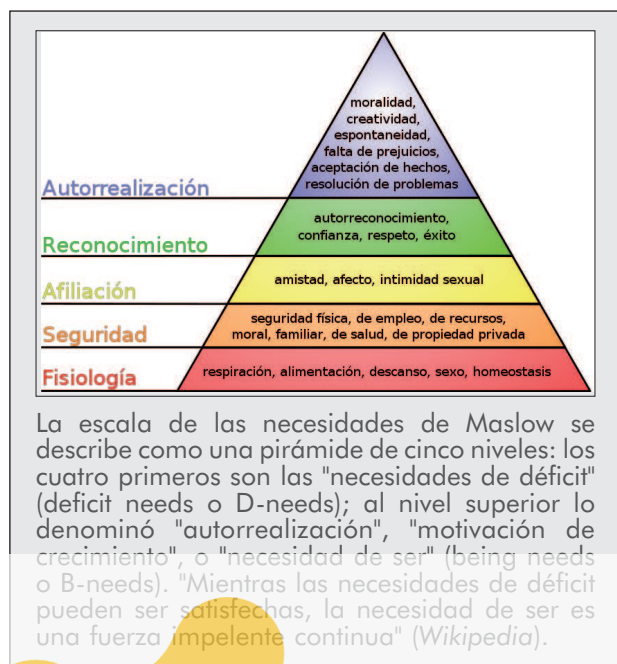 moralidad,
creatividad,
espontaneidad,
falta de prejuicios,
aceptación de hechos,
resolución de problemas
Autorrealización
autorreconocimiento,
confianza, respeto, éxito
Reconocimiento
amistad, afecto, intimidad sexual
Afiliación
seguridad física, de empleo, de recursos,
moral, familiar, de salud, de propiedad privada
Seguridad
respiración, alimentación, descanso, sexo, homeostasis
Fisiología
La escala de las necesidades de Maslow se
describe como una pirámide de cinco niveles: los
cuatro primeros son las "necesidades de déficit"
(deficit needs o D-needs); al nivel superior lo
denominó "autorrealización", "motivación de
crecimiento", o "necesidad de ser" (being needs
o B-needs). "Mientras las necesidades de déficit
pueden ser satisfechas, la necesidad de ser es
una fuerza impelente continua" (Wikipedia).